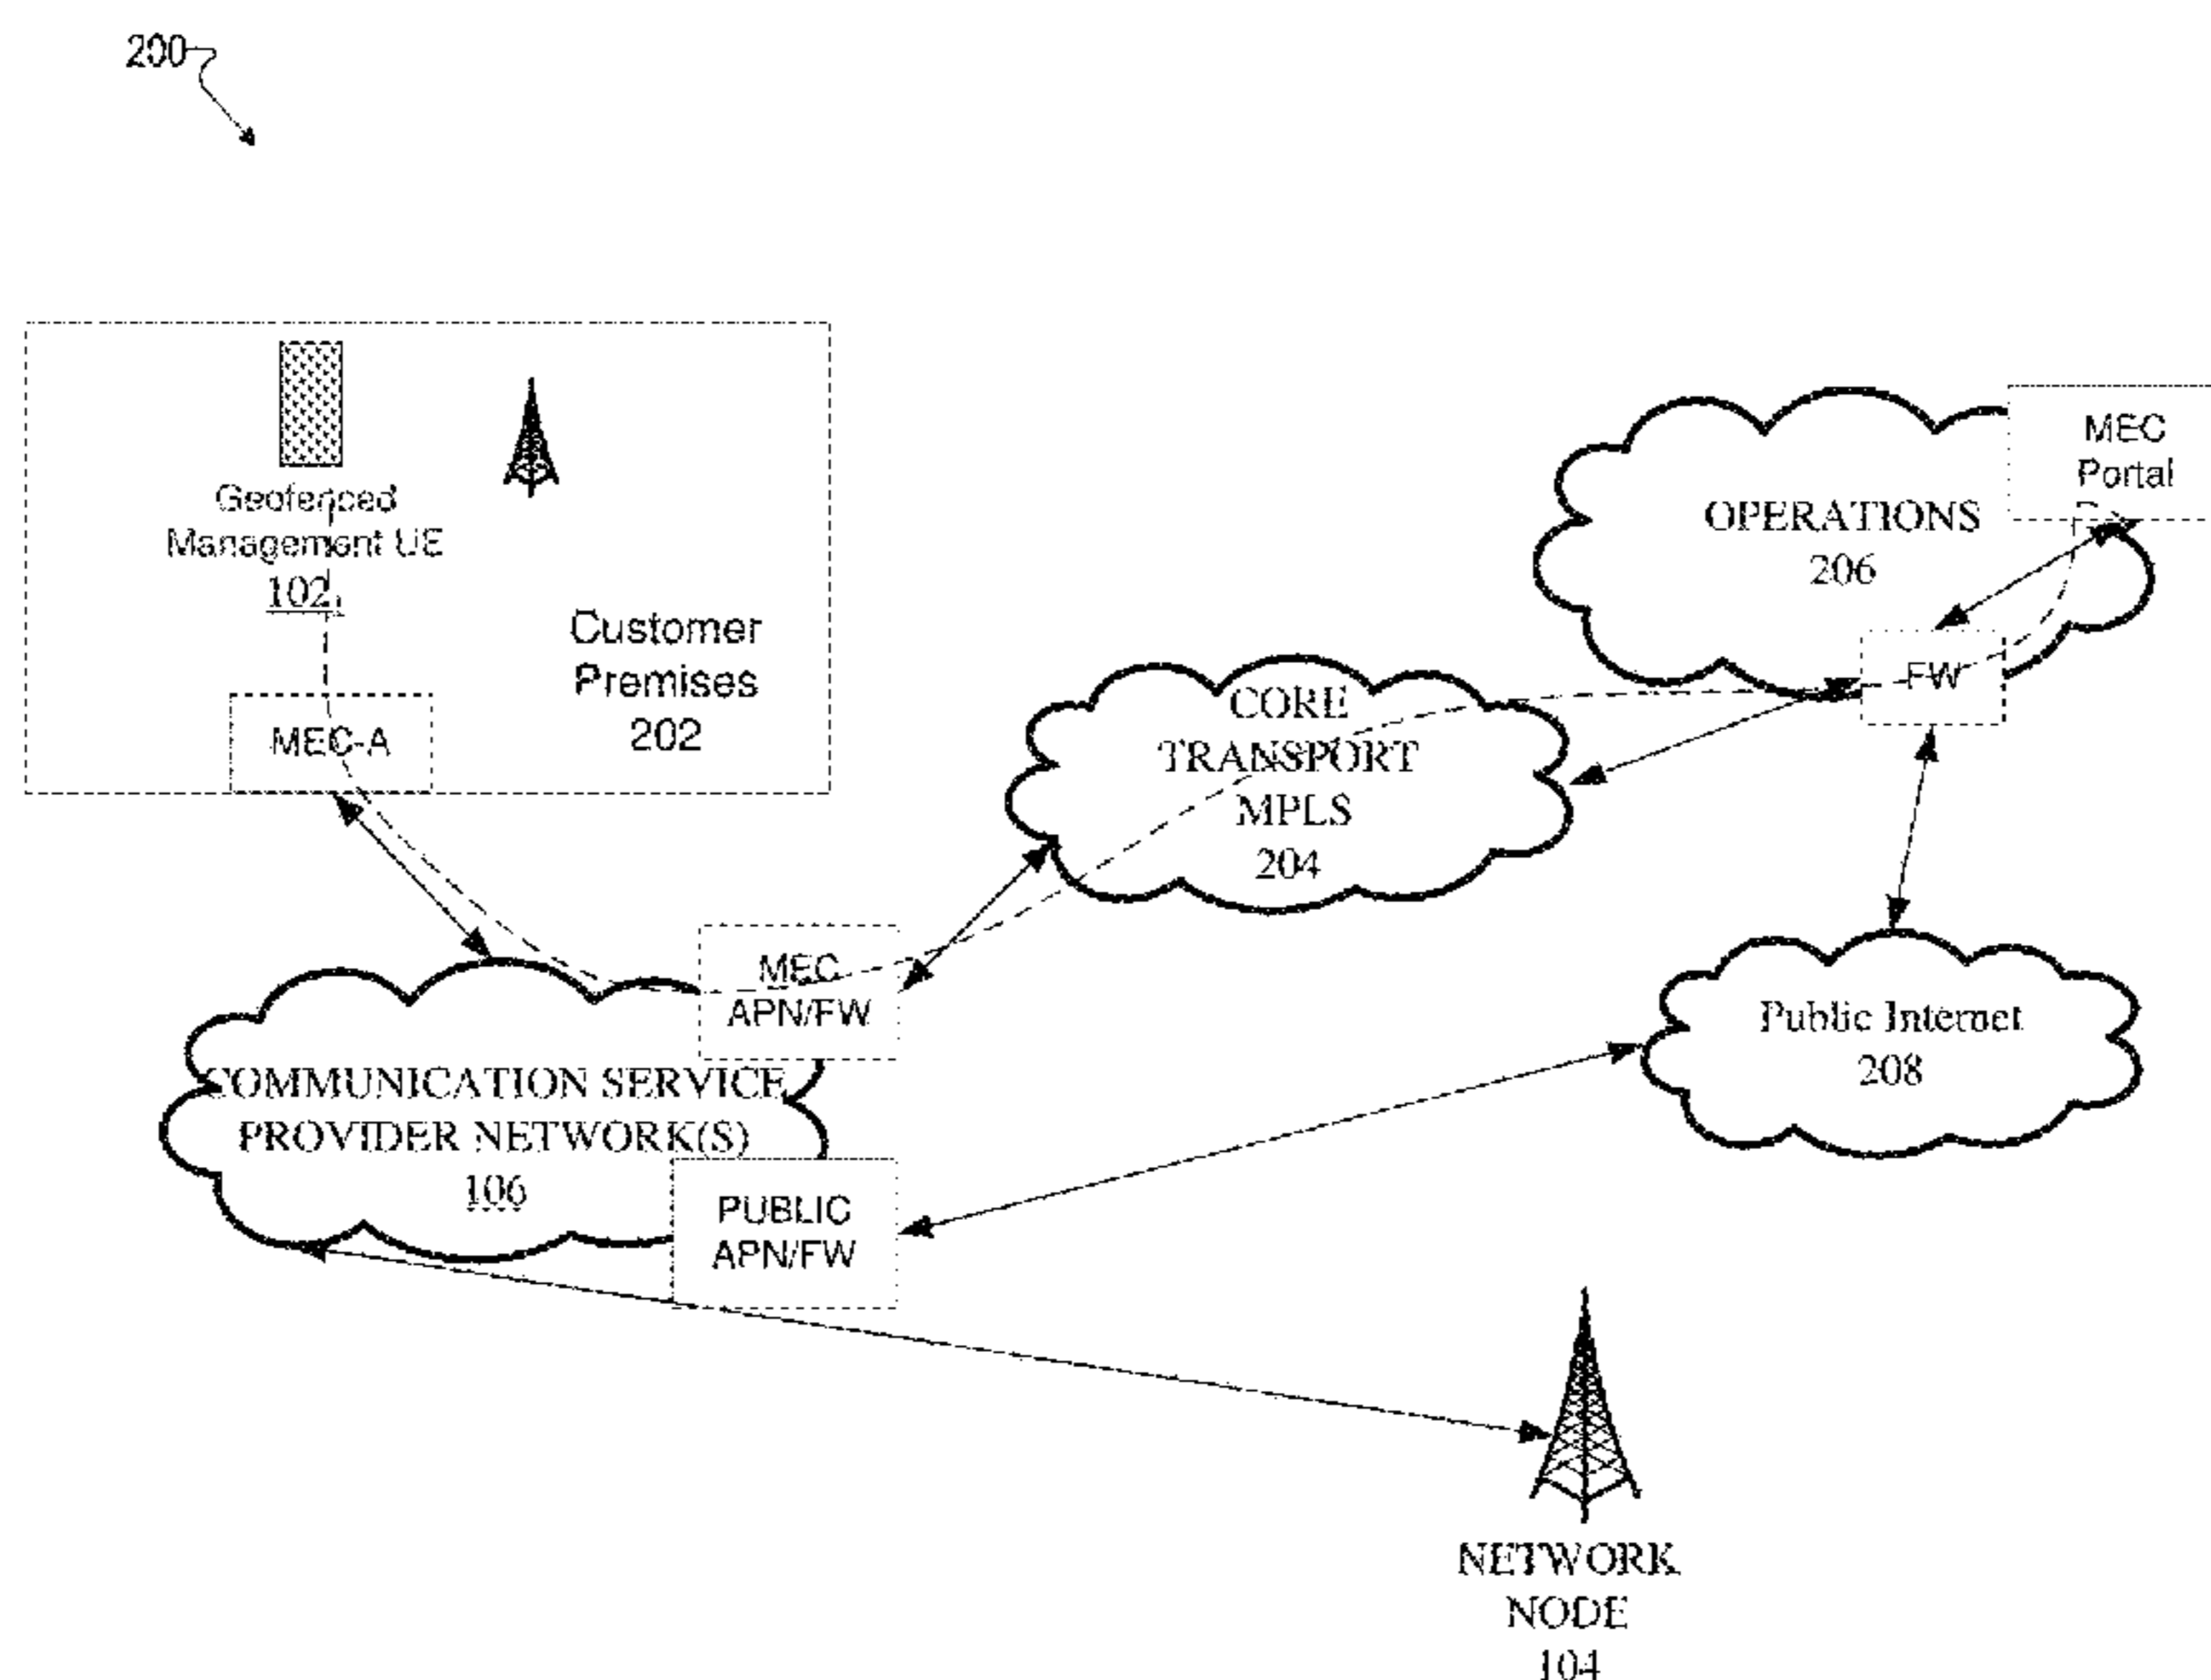 200
Geofenced
Management UE
102₁
Customer
Premises
202
MEC-A
MEC
Portal
OPERATIONS
206
FW
CORE
TRANSPORT
MPLS
204
MEC
APN/FW
COMMUNICATION SERVICE
PROVIDER NETWORK(S)
106
PUBLIC
APN/FW
Public Internet
208
NETWORK
NODE
104